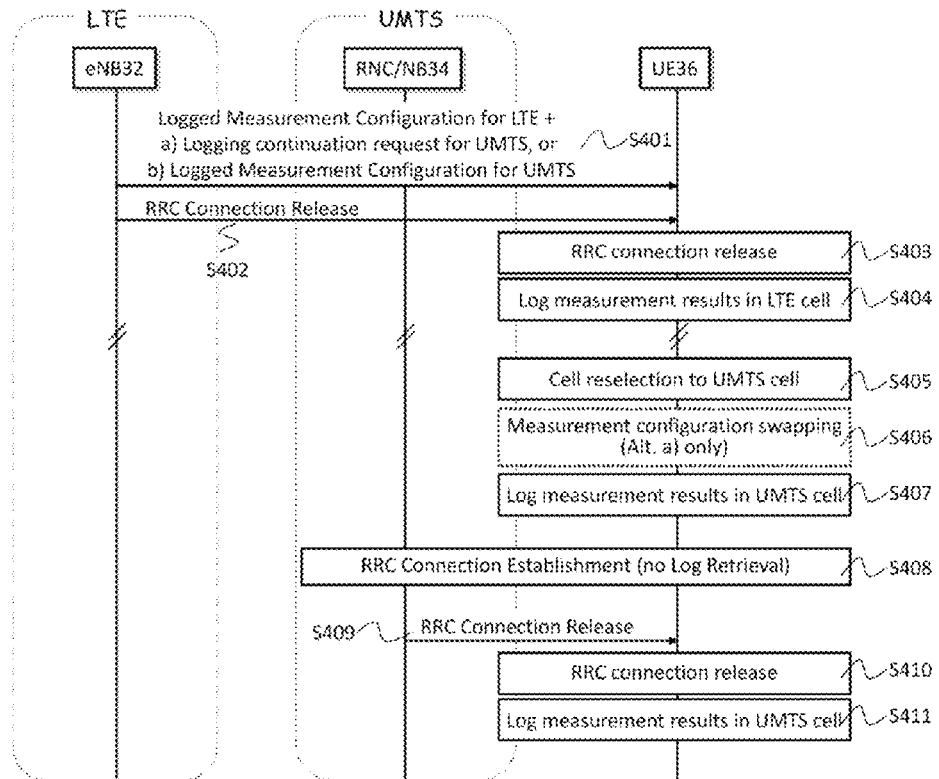 LTE
UMTS
eNB32
RNC/NB34
UE36
Logged Measurement Configuration for LTE +
a) Logging continuation request for UMTS, or
b) Logged Measurement Configuration for UMTS
S401
RRC Connection Release
S402
RRC connection release
S403
Log measurement results in LTE cell
S404
Cell reselection to UMTS cell
S405
Measurement configuration swapping
(Alt. a) only)
S406
Log measurement results in UMTS cell
S407
RRC Connection Establishment (no Log Retrieval)
S408
S409
RRC Connection Release
RRC connection release
S410
Log measurement results in UMTS cell
S411